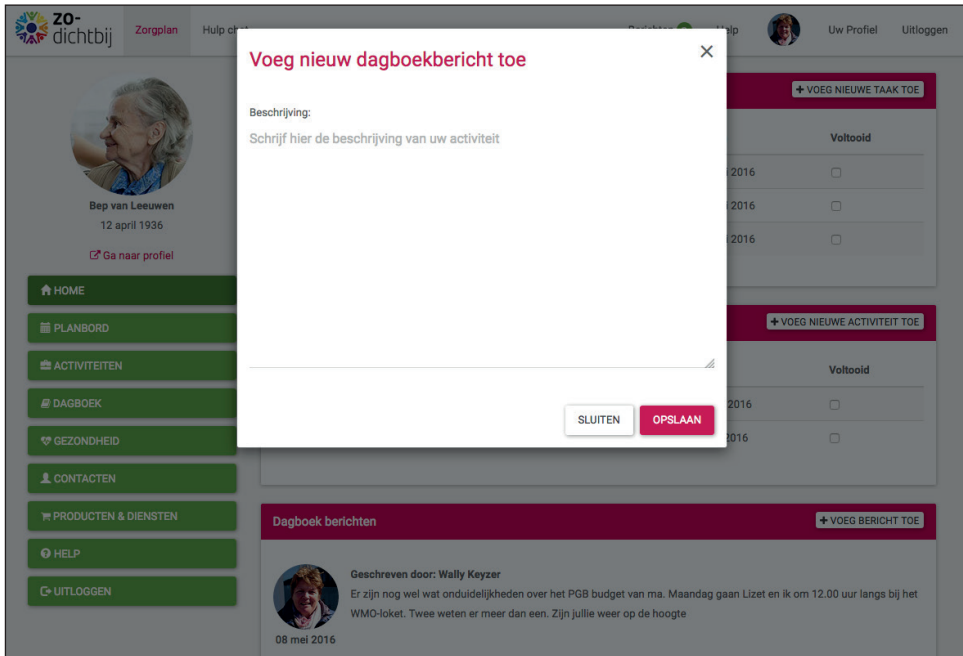 ZO-
dichtbij
Zorgplan
Hulp
Help
Uw Profiel
Uitloggen
Voeg nieuw dagboekbericht toe
Beschrijving:
Schrijf hier de beschrijving van uw activiteit
SLUITEN
OPSLAAN
Bep van Leeuwen
12 april 1936
Ga naar profiel
HOME
PLANBORD
ACTIVITEITEN
DAGBOEK
GEZONDHEID
CONTACTEN
PRODUCTEN & DIENSTEN
HELP
UITLOGGEN
+ VOEG NIEUWE TAAK TOE
Voltooid
2016
2016
2016
+ VOEG NIEUWE ACTIVITEIT TOE
Voltooid
2016
2016
Dagboek berichten
+ VOEG BERICHT TOE
Geschreven door: Wally Keyzer
Er zijn nog wel wat onduidelijkheden over het PGB budget van ma. Maandag gaan Lizet en ik om 12.00 uur langs bij het
WMO-loket. Twee weten er meer dan een. Zijn jullie weer op de hoogte
08 mei 2016